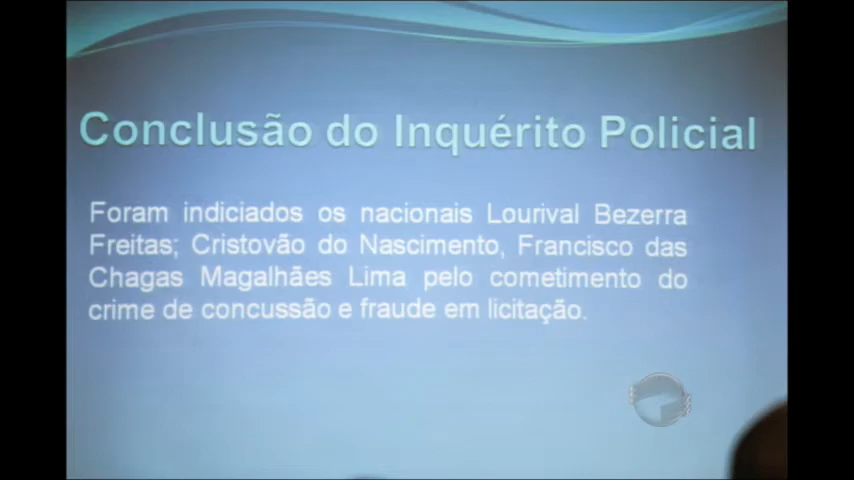 Conclusão do Inquérito Policial
Foram indiciados os nacionais Lourival Bezerra
Freitas; Cristovão do Nascimento, Francisco das
Chagas Magalhães Lima pelo cometimento do
crime de concussão e fraude em licitação.